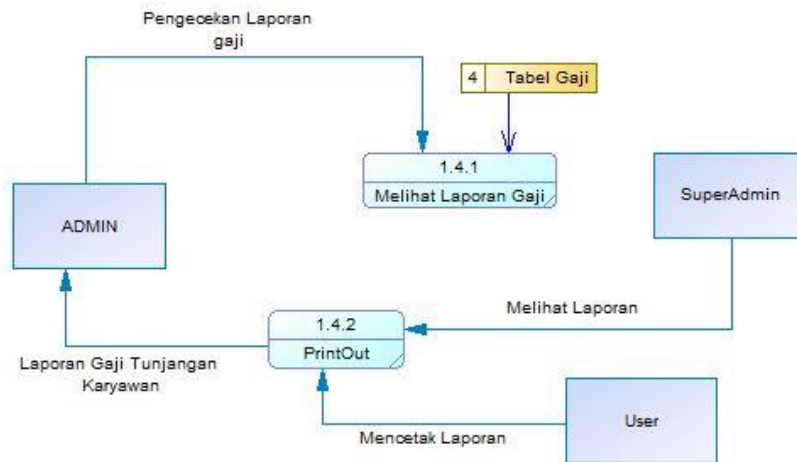 Pengecekan Laporan
gaji
4 Tabel Gaji
1.4.1
Melihat Laporan Gaji
SuperAdmin
ADMIN
Melihat Laporan
1.4.2
PrintOut
Laporan Gaji Tunjangan
Karyawan
User
Mencetak Laporan